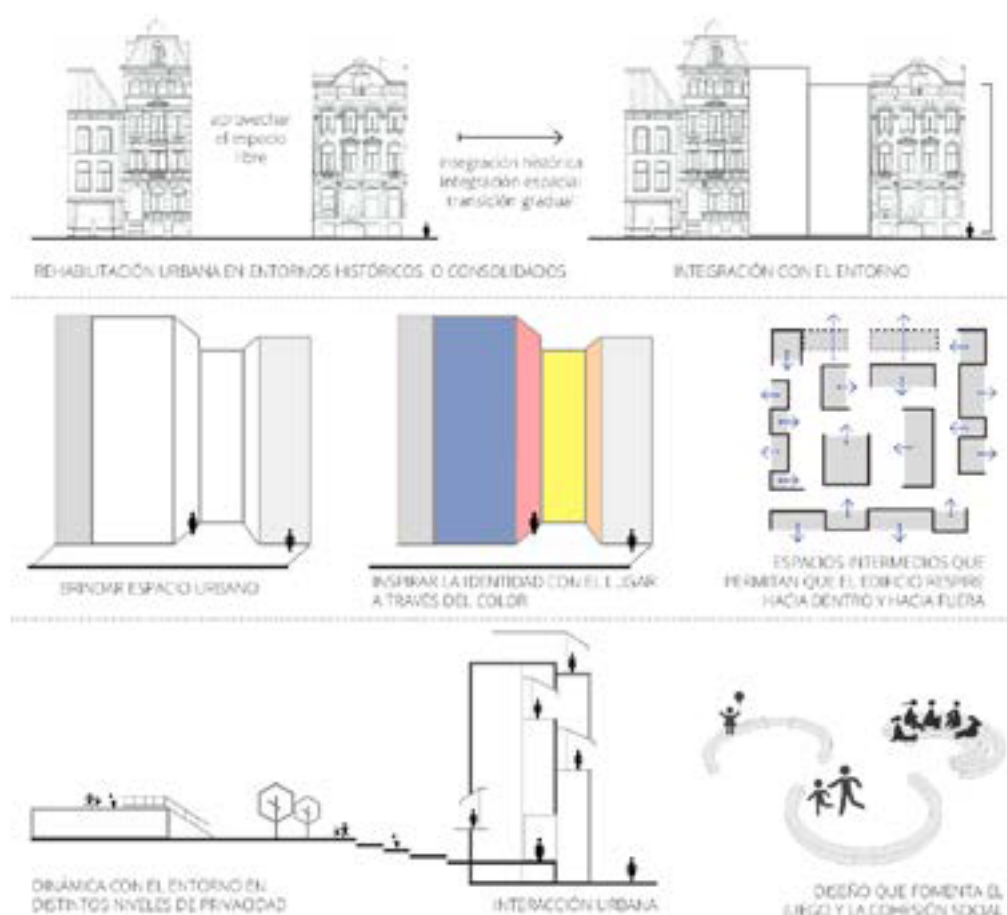 aprovechar
el espacio
libre
integración histórica
integración espacial
transición gradual
REHABILITACIÓN URBANA EN ENTORNOS HISTÓRICOS O CONSOLIDADOS
INTEGRACIÓN CON EL ENTORNO
BRINDAR ESPACIO URBANO
INSPIRAR LA IDENTIDAD CON EL LUGAR
A TRAVÉS DEL COLOR
ESPACIOS INTERMEDIOS QUE
PERMITAN QUE EL EDIFICIO RESPIRE
HACIA DENTRO Y HACIA FUERA
DINÁMICA CON EL ENTORNO EN
DISTINTOS NIVELES DE PRIVACIDAD
INTERACCIÓN URBANA
DISEÑO QUE FOMENTA EL
JUEGO Y LA COHESIÓN SOCIAL